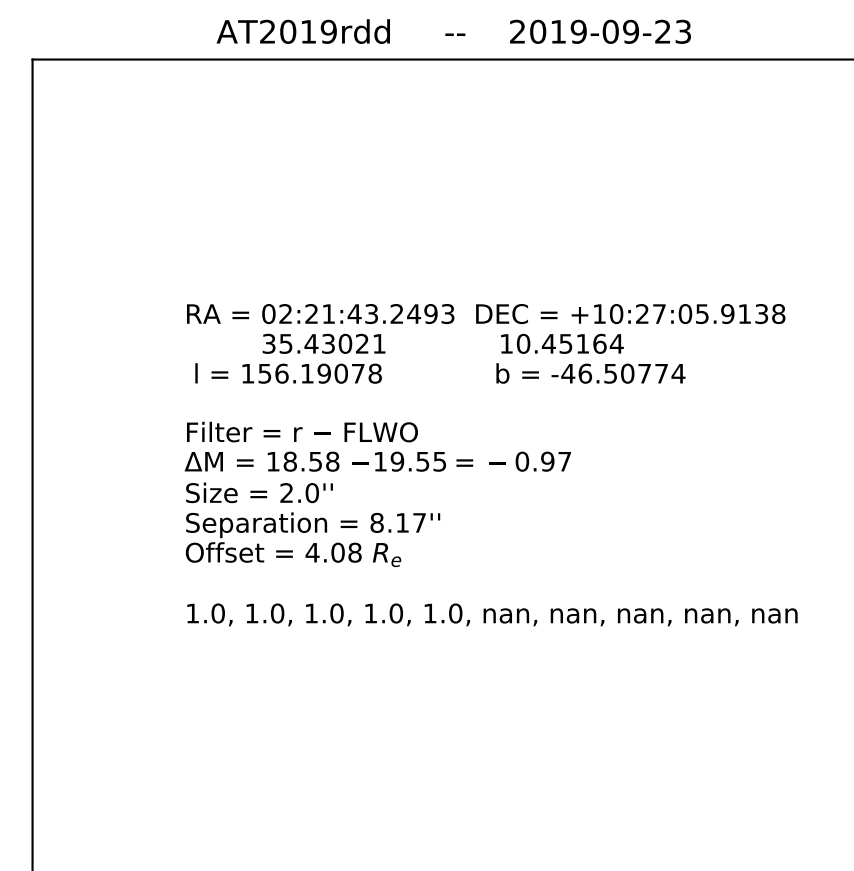 AT2019rdd -- 2019-09-23
RA = 02:21:43.2493 DEC = +10:27:05.9138
35.43021 10.45164
l = 156.19078 b = -46.50774
Filter = r − FLWO
ΔM = 18.58 −19.55 = − 0.97
Size = 2.0''
Separation = 8.17''
Offset = 4.08 Rₑ
1.0, 1.0, 1.0, 1.0, 1.0, nan, nan, nan, nan, nan